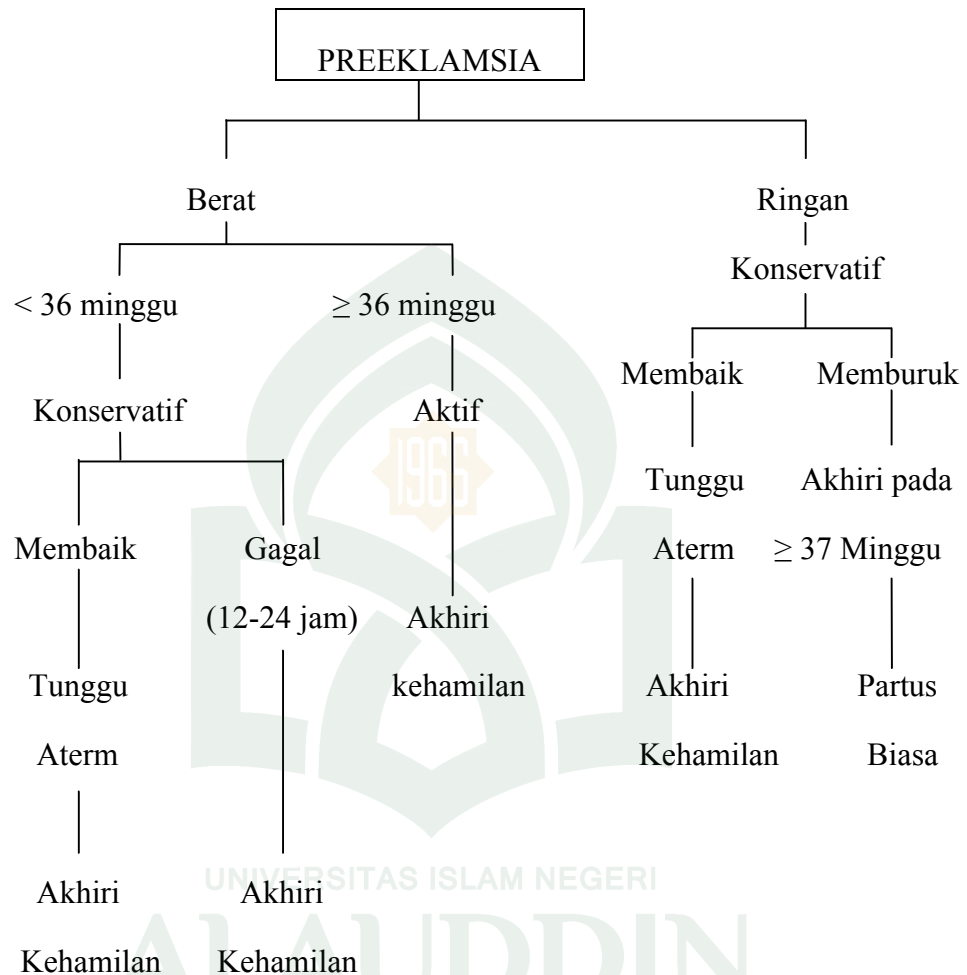 PREEKLAMSIA
Berat
Ringan
Konservatif
< 36 minggu
≥ 36 minggu
Membaik
Memburuk
Konservatif
Aktif
Tunggu
Akhiri pada
1965
Membaik
Gagal
Aterm
≥ 37 Minggu
(12-24 jam)
Akhiri
Tunggu
kehamilan
Akhiri
Partus
Aterm
Kehamilan
Biasa
UNIVERSITAS ISLAM NEGERI
Akhiri
Akhiri
ALAUDDIN
Kehamilan
Kehamilan